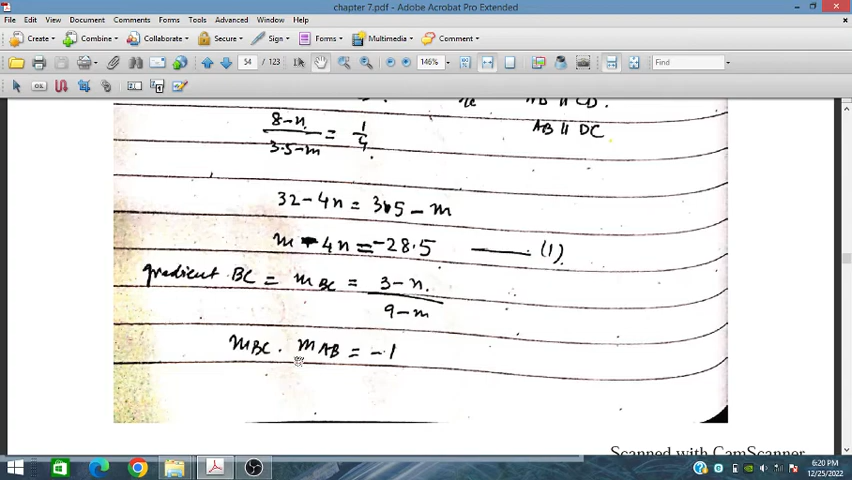 chapter 7.pdf - Adobe Acrobat Pro Extended
File Edit View Document Comments Forms Tools Advanced Window Help
Create Combine Collaborate Secure Sign Forms Multimedia Comment
54 / 123 146% Find
AB ∥ CD.
(8-n)/(3.5-m) = 1/4.
AB ∥ DC
32-4n = 3.5-m
m-4n = -28.5 —— (1)
gradient BC = mBC = (3-n)/(9-m)
mBC . mAB = -1
Scanned with CamScanner
6:20 PM
12/25/2022